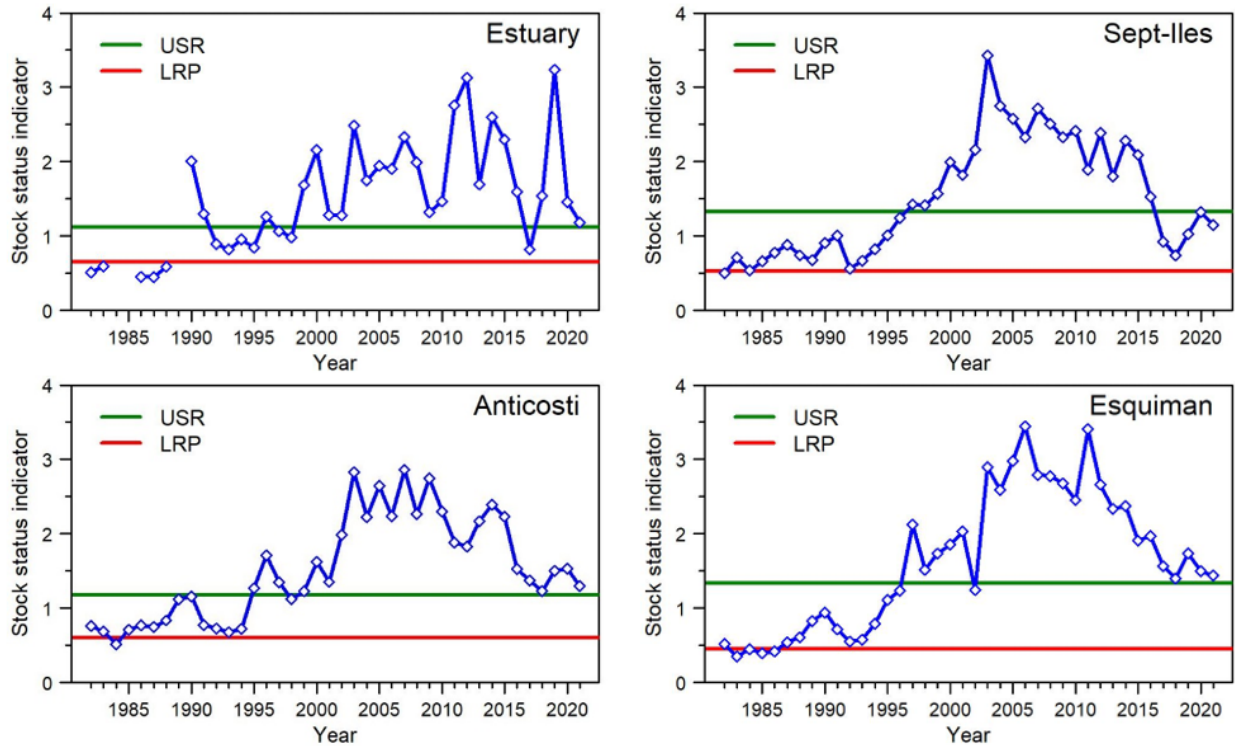 Estuary
USR
LRP
Stock status indicator
4
3
2
1
0
1985 1990 1995 2000 2005 2010 2015 2020
Year
Sept-Iles
USR
LRP
Stock status indicator
4
3
2
1
0
1985 1990 1995 2000 2005 2010 2015 2020
Year
Anticosti
USR
LRP
Stock status indicator
4
3
2
1
0
1985 1990 1995 2000 2005 2010 2015 2020
Year
Esquiman
USR
LRP
Stock status indicator
4
3
2
1
0
1985 1990 1995 2000 2005 2010 2015 2020
Year